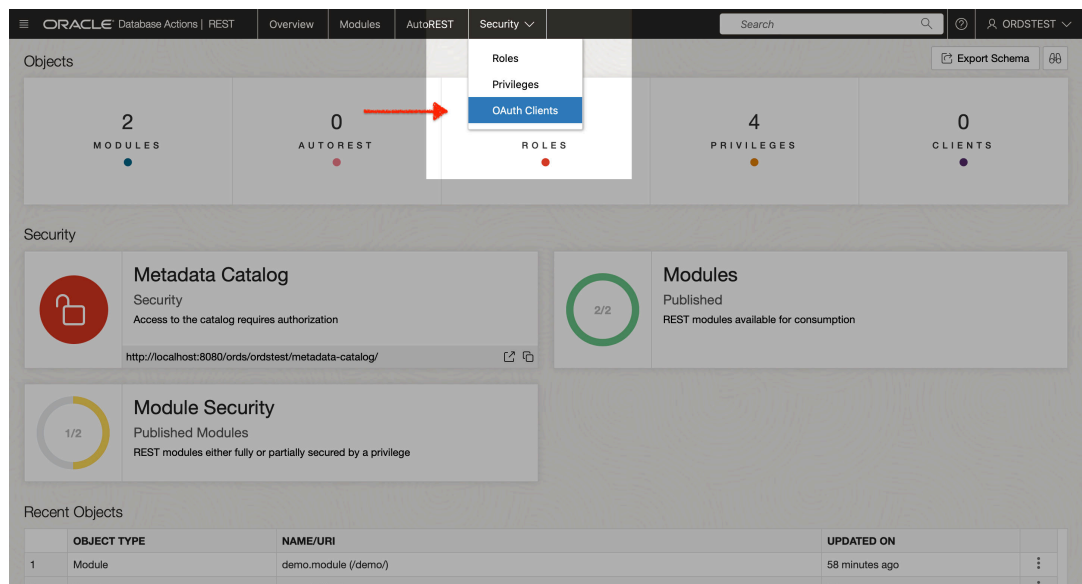 ORACLE Database Actions | REST Overview Modules AutoREST Security Search ORDSTEST
Objects
Roles
Export Schema
Privileges
OAuth Clients
2
MODULES
0
AUTOREST
ROLES
4
PRIVILEGES
0
CLIENTS
Security
Metadata Catalog
Security
Access to the catalog requires authorization
http://localhost:8080/ords/ordstest/metadata-catalog/
2/2
Modules
Published
REST modules available for consumption
1/2
Module Security
Published Modules
REST modules either fully or partially secured by a privilege
Recent Objects
OBJECT TYPE NAME/URI UPDATED ON
1 Module demo.module (/demo/) 58 minutes ago